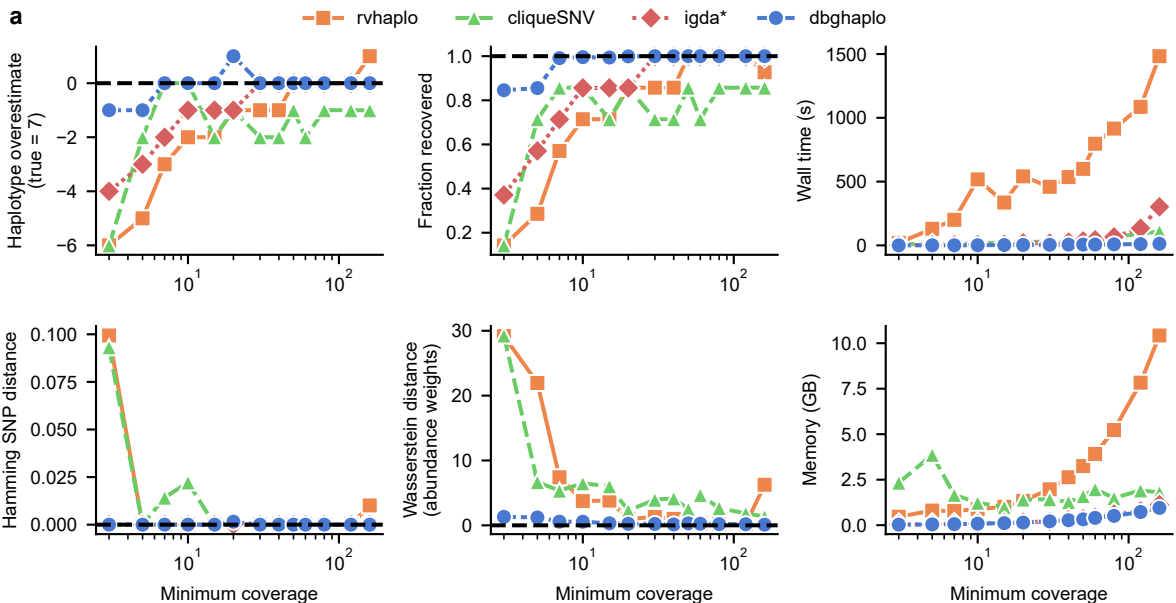 a
rvhaplo
cliqueSNV
igda*
dbghaplo
Haplotype overestimate
(true = 7)
0
−2
−4
−6
10¹
10²
Fraction recovered
1.0
0.8
0.6
0.4
0.2
10¹
10²
Wall time (s)
1500
1000
500
0
10¹
10²
Hamming SNP distance
0.100
0.075
0.050
0.025
0.000
10¹
10²
Minimum coverage
Wasserstein distance
(abundance weights)
30
20
10
0
10¹
10²
Minimum coverage
Memory (GB)
10.0
7.5
5.0
2.5
0.0
10¹
10²
Minimum coverage